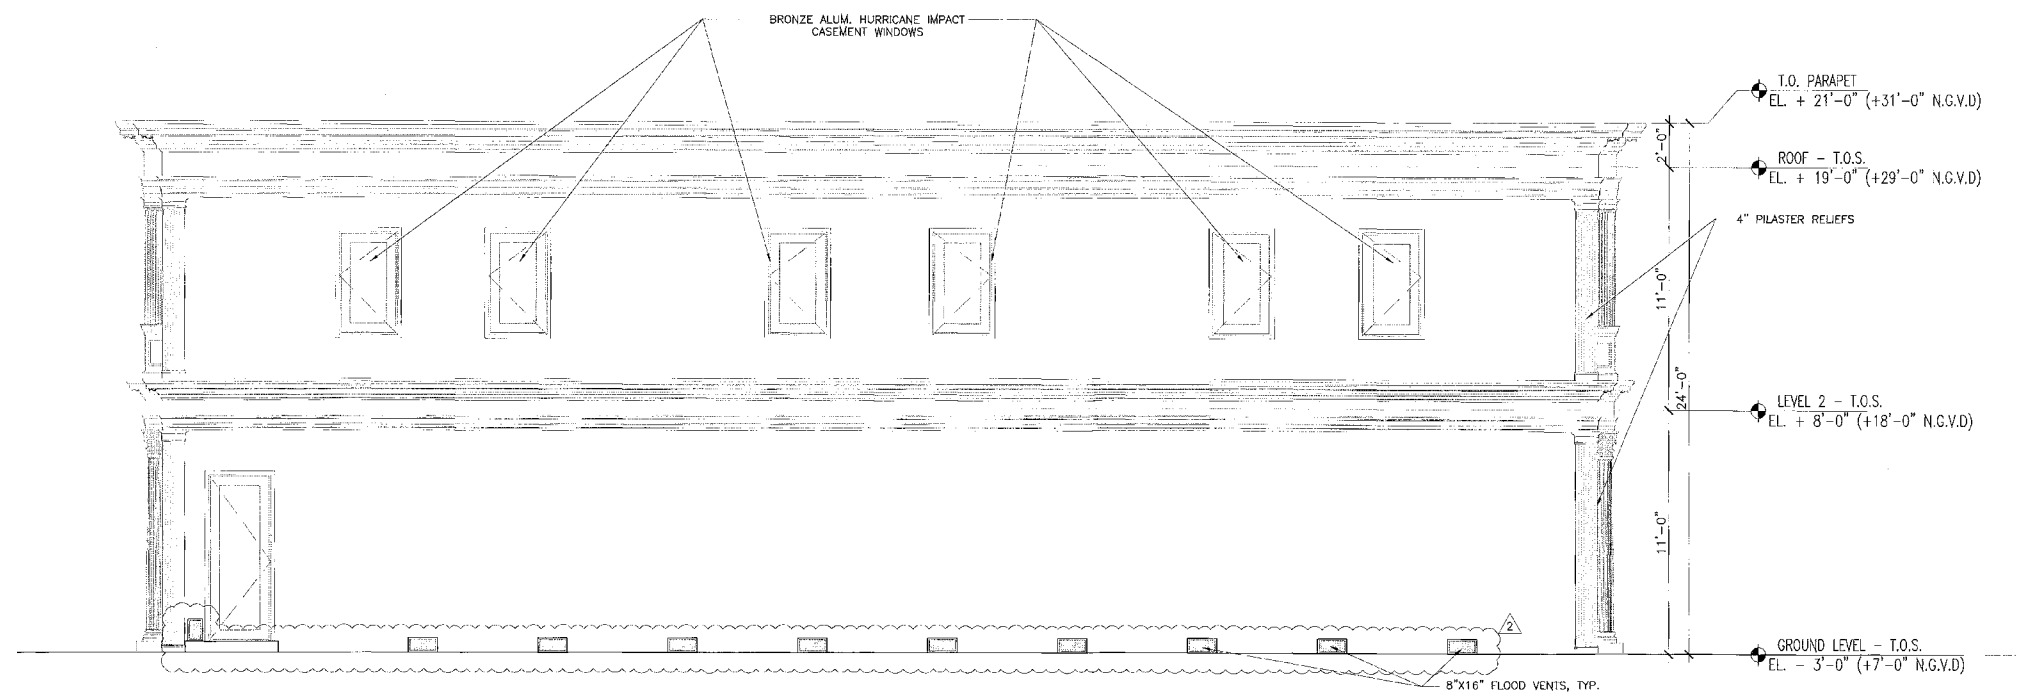 BRONZE ALUM. HURRICANE IMPACT
CASEMENT WINDOWS
T.O. PARAPET
EL. + 21'-0" (+31'-0" N.G.V.D)
2'-0"
ROOF - T.O.S.
EL. + 19'-0" (+29'-0" N.G.V.D)
4" PILASTER RELIEFS
11'-0"
24'-0"
LEVEL 2 - T.O.S.
EL. + 8'-0" (+18'-0" N.G.V.D)
11'-0"
2
GROUND LEVEL - T.O.S.
EL. - 3'-0" (+7'-0" N.G.V.D)
8"X16" FLOOD VENTS, TYP.